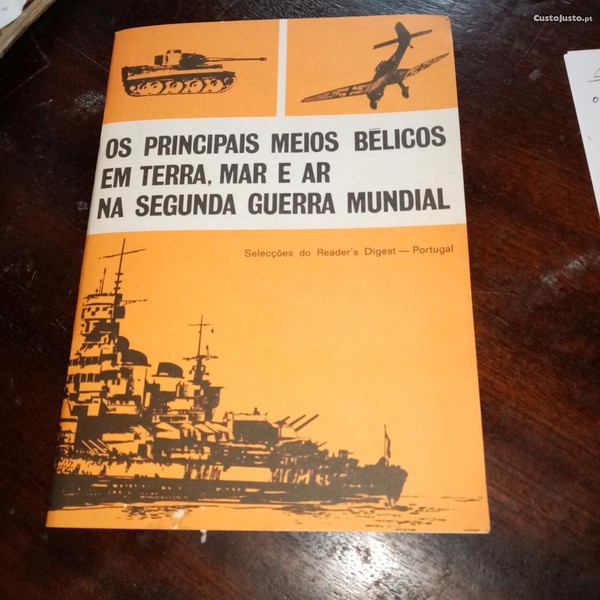 CustoJusto.pt
OS PRINCIPAIS MEIOS BÉLICOS
EM TERRA, MAR E AR
NA SEGUNDA GUERRA MUNDIAL
Selecções do Reader's Digest — Portugal